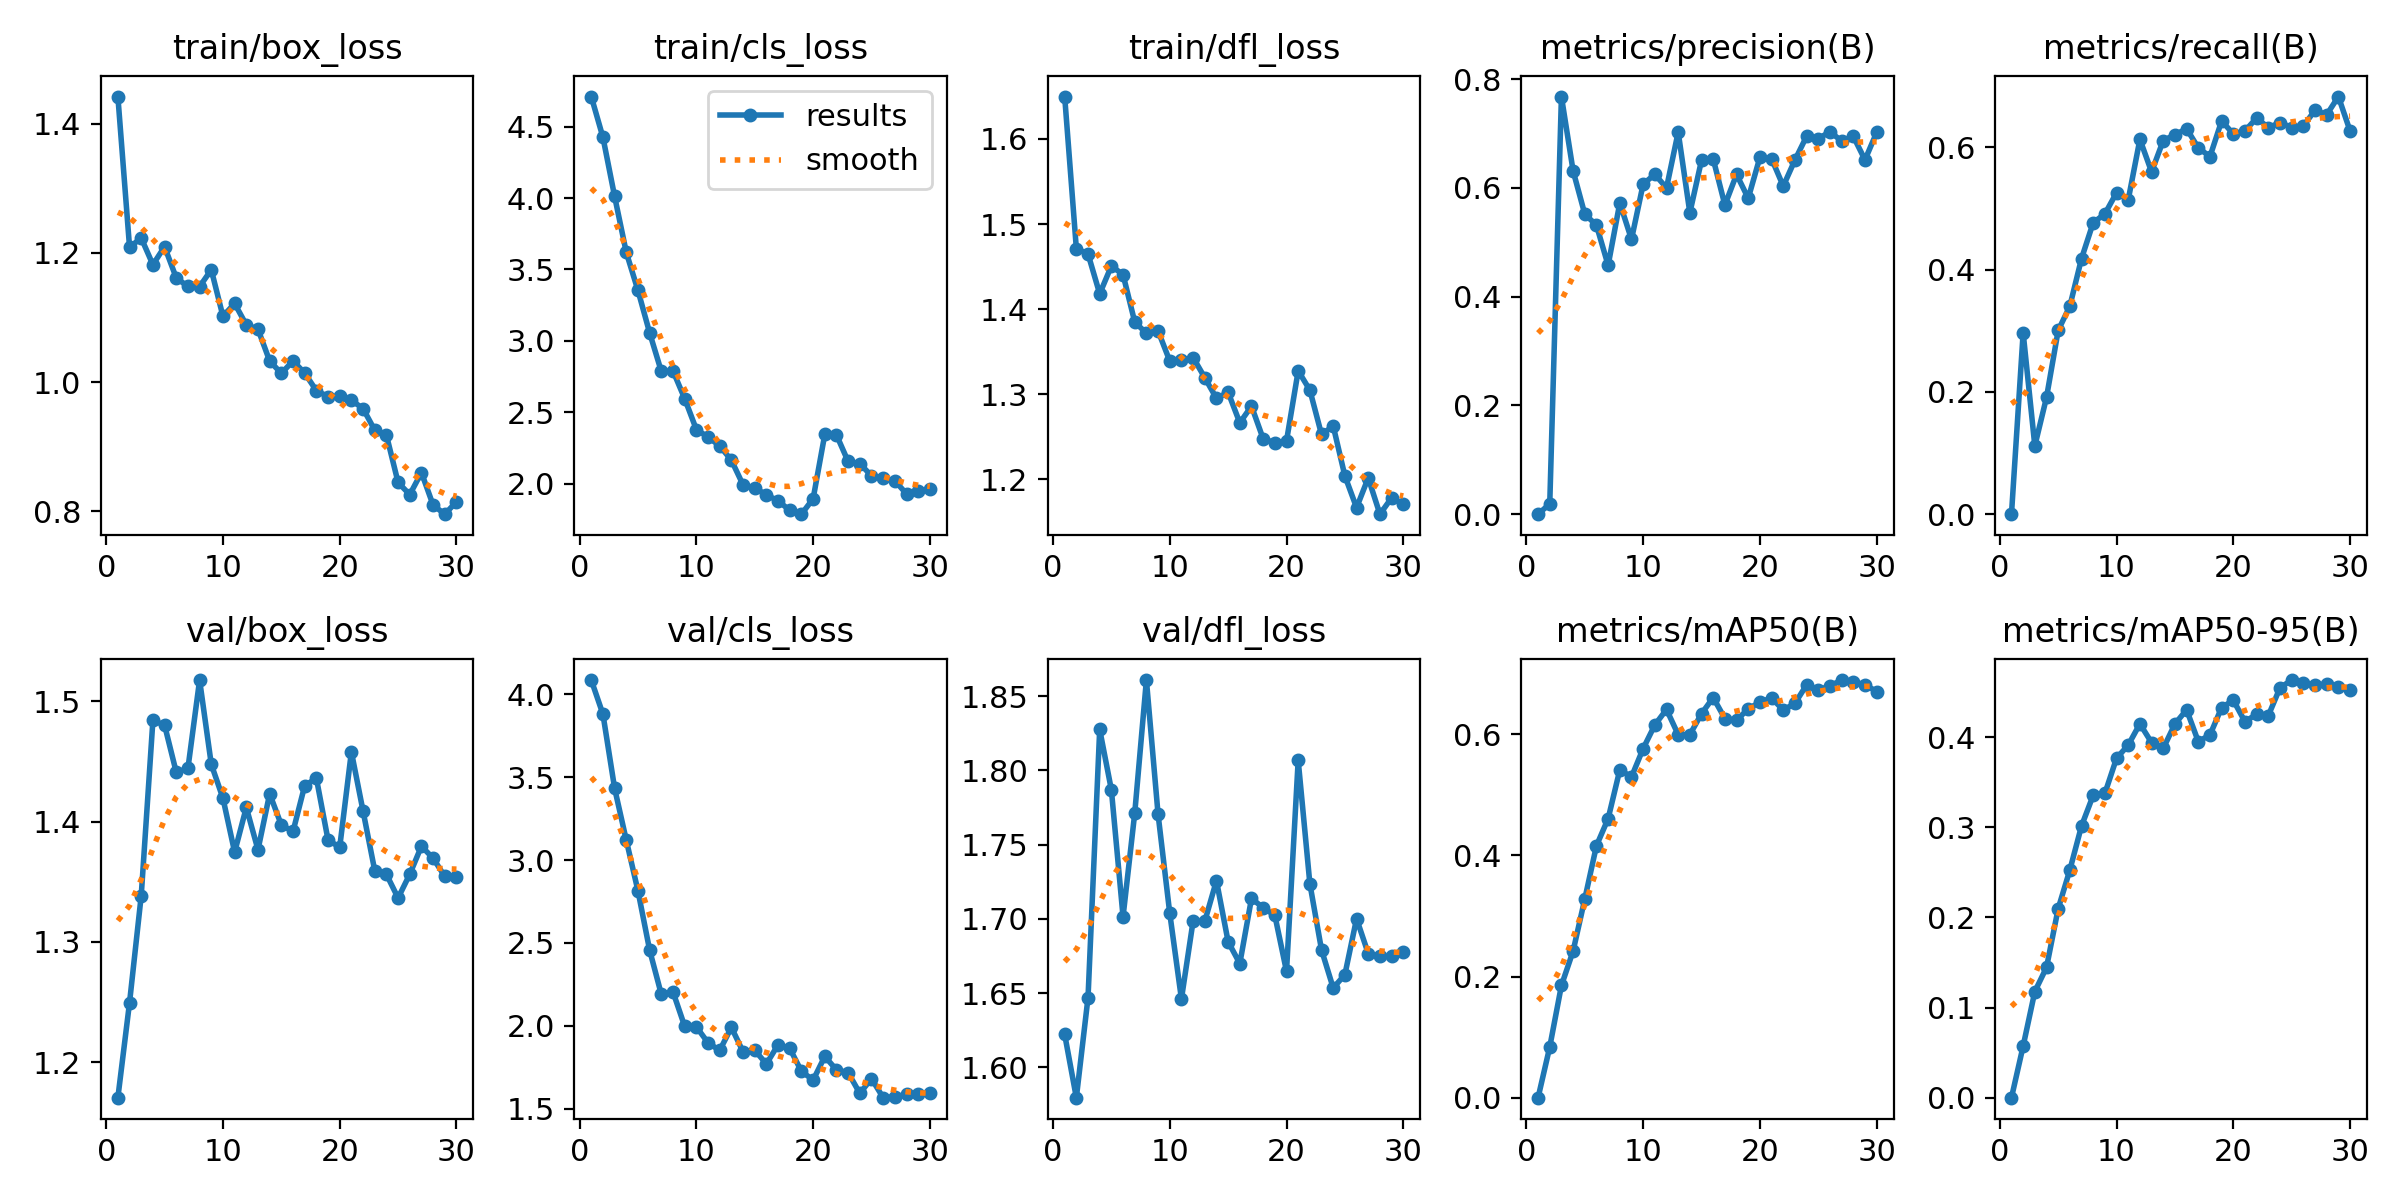 train/box_loss
1.4
1.2
1.0
0.8
0 10 20 30
train/cls_loss
results
smooth
4.5
4.0
3.5
3.0
2.5
2.0
0 10 20 30
train/dfl_loss
1.6
1.5
1.4
1.3
1.2
0 10 20 30
metrics/precision(B)
0.8
0.6
0.4
0.2
0.0
0 10 20 30
metrics/recall(B)
0.6
0.4
0.2
0.0
0 10 20 30
val/box_loss
1.5
1.4
1.3
1.2
0 10 20 30
val/cls_loss
4.0
3.5
3.0
2.5
2.0
1.5
0 10 20 30
val/dfl_loss
1.85
1.80
1.75
1.70
1.65
1.60
0 10 20 30
metrics/mAP50(B)
0.6
0.4
0.2
0.0
0 10 20 30
metrics/mAP50-95(B)
0.4
0.3
0.2
0.1
0.0
0 10 20 30